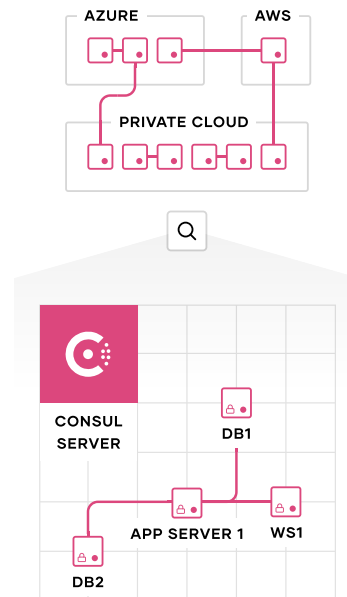 AZURE
AWS
PRIVATE CLOUD
CONSUL
SERVER
DB1
APP SERVER 1
WS1
DB2